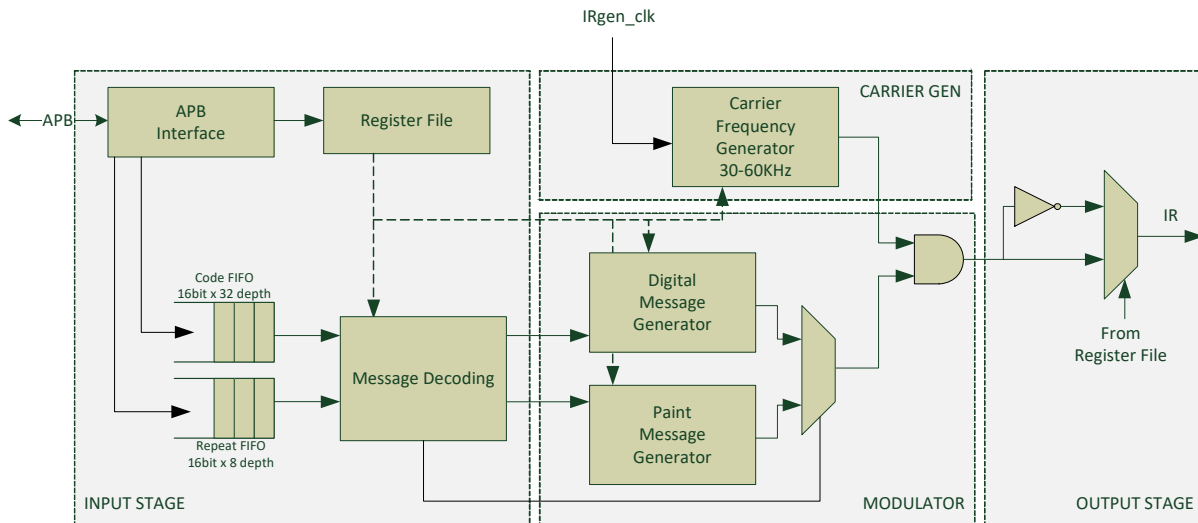 IRgen_clk
APB
APB
Interface
Register File
CARRIER GEN
Carrier
Frequency
Generator
30-60KHz
IR
Code FIFO
16bit x 32 depth
Digital
Message
Generator
From
Register File
Message Decoding
Paint
Message
Generator
Repeat FIFO
16bit x 8 depth
INPUT STAGE
MODULATOR
OUTPUT STAGE